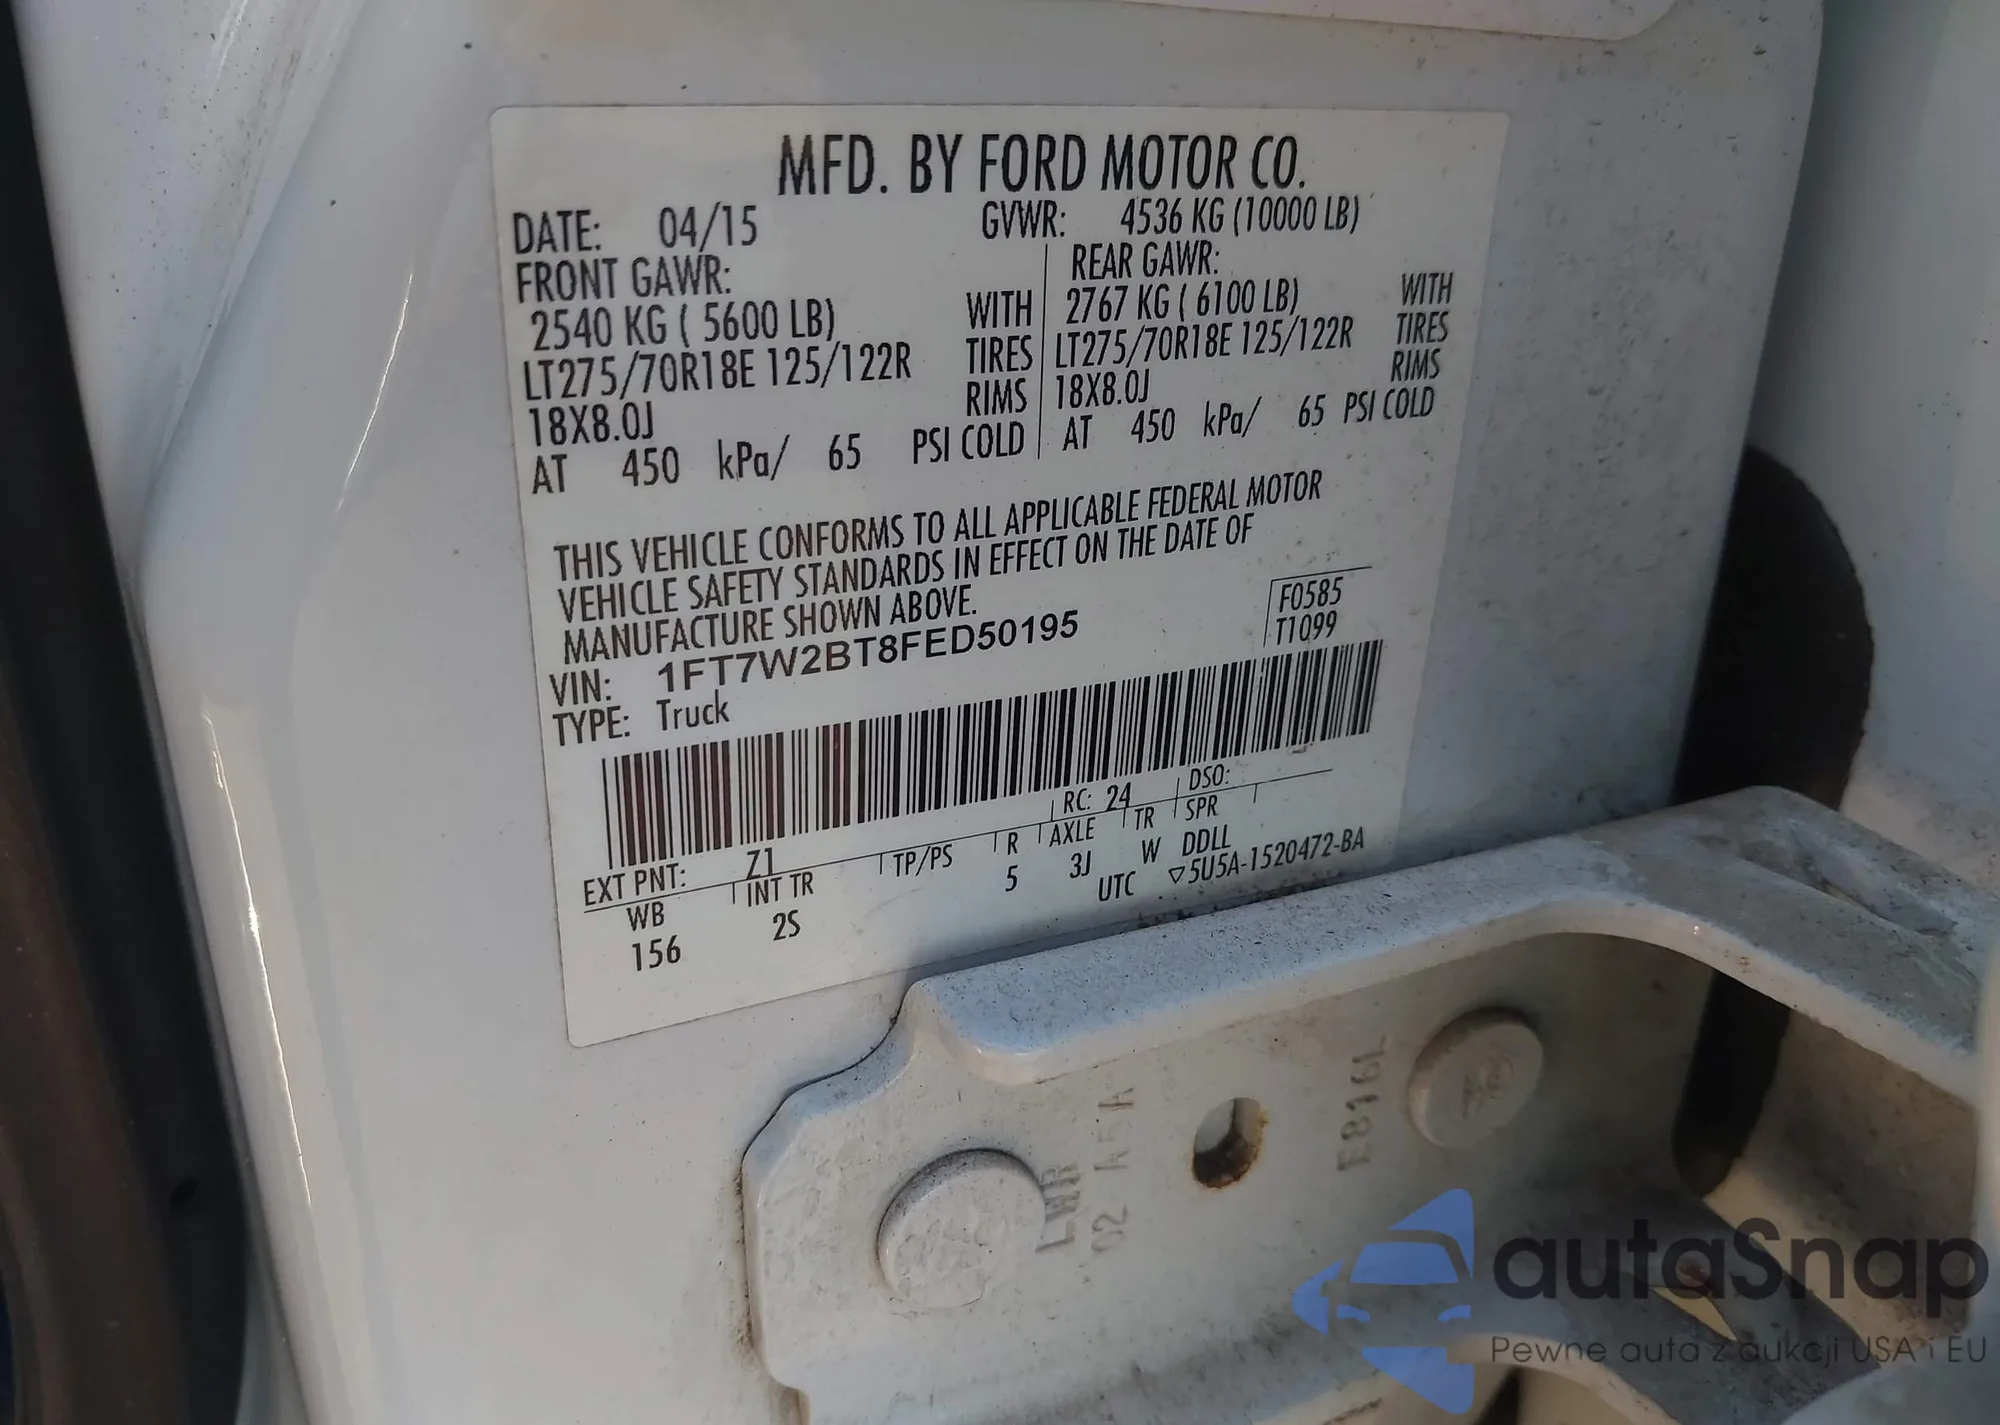 MFD. BY FORD MOTOR CO.
DATE: 04/15 GVWR: 4536 KG (10000 LB)
FRONT GAWR: REAR GAWR:
2540 KG ( 5600 LB) WITH 2767 KG ( 6100 LB) WITH
LT275/70R18E 125/122R TIRES LT275/70R18E 125/122R TIRES
18X8.0J RIMS 18X8.0J RIMS
AT 450 kPa/ 65 PSI COLD AT 450 kPa/ 65 PSI COLD
THIS VEHICLE CONFORMS TO ALL APPLICABLE FEDERAL MOTOR
VEHICLE SAFETY STANDARDS IN EFFECT ON THE DATE OF
MANUFACTURE SHOWN ABOVE.
F0585
VIN: 1FT7W2BT8FED50195 T1099
TYPE: Truck
EXT PNT: Z1 RC: 24 DSO:
WB INT TR TP/PS R AXLE TR SPR
156 2S 5 3J W DDLL
UTC ▽5U5A-1520472-BA
LWR
02 A5A
E8161
autaSnap
Pewne auta z aukcji USA i EU